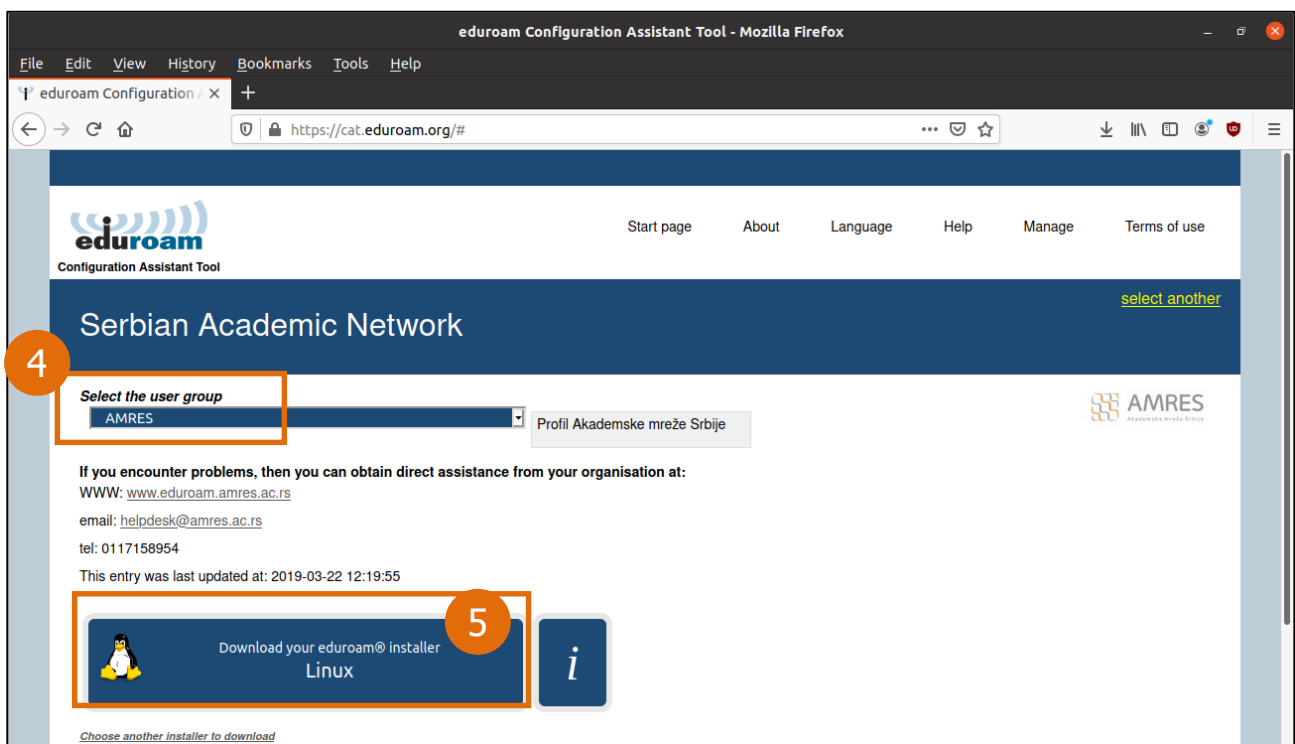 eduroam Configuration Assistant Tool - Mozilla Firefox
File Edit View History Bookmarks Tools Help
eduroam Configuration A
https://cat.eduroam.org/#
eduroam
Configuration Assistant Tool
Start page About Language Help Manage Terms of use
select another
Serbian Academic Network
4
Select the user group
AMRES
Profil Akademske mreže Srbije
AMRES
Akademska mreža Srbije
If you encounter problems, then you can obtain direct assistance from your organisation at:
WWW: www.eduroam.amres.ac.rs
email: helpdesk@amres.ac.rs
tel: 0117158954
This entry was last updated at: 2019-03-22 12:19:55
5
Download your eduroam® installer
Linux
i
Choose another installer to download